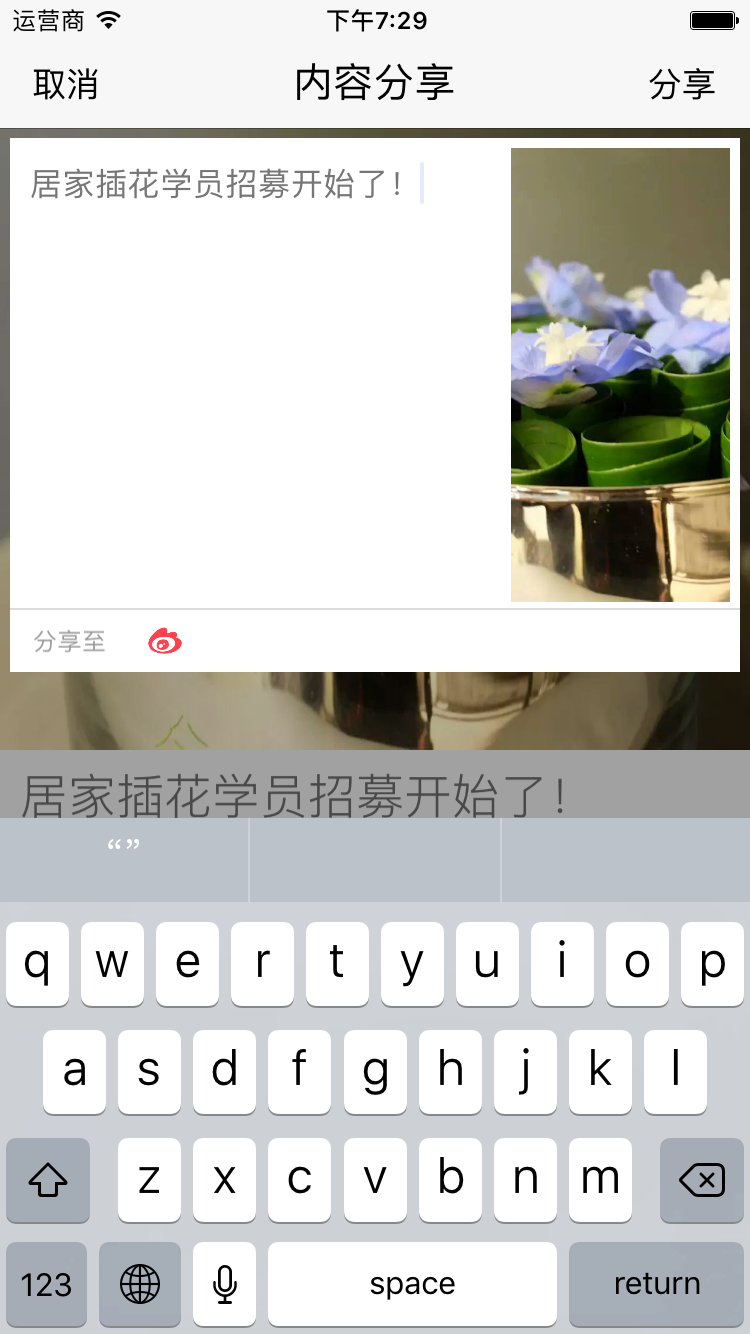 运营商 下午7:29
取消 内容分享 分享
居家插花学员招募开始了！
分享至
居家插花学员招募开始了！
“”
q w e r t y u i o p
a s d f g h j k l
z x c v b n m
123 space return